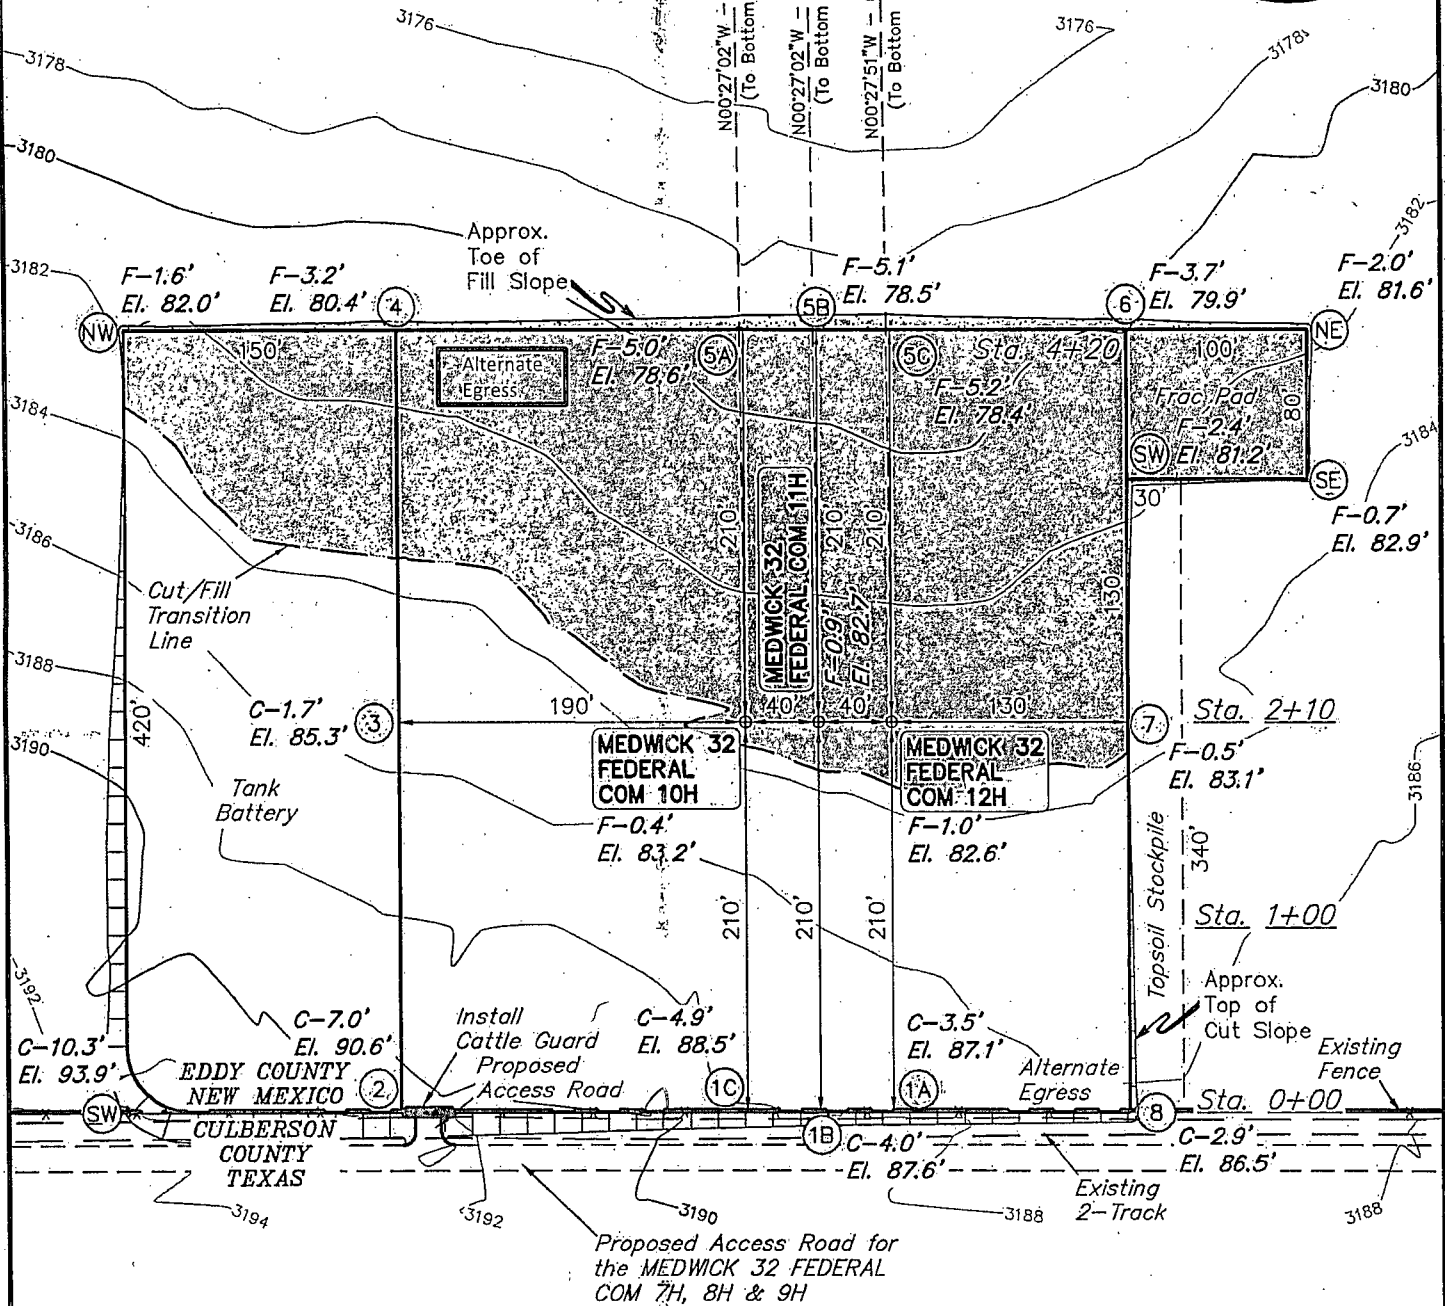 N00°27'02"W
(To Bottom
N00°27'02"W
(To Bottom
N00°27'51"W
(To Bottom
3176
3176
3178
3178
3180
3180
3182
3182
Approx.
Toe of
Fill Slope
F-1.6'
El. 82.0'
F-3.2'
El. 80.4'
F-5.1'
El. 78.5'
F-3.7'
El. 79.9'
F-2.0'
El. 81.6'
NW
4
5B
6
NE
150'
Alternate
Egress
F-5.0'
El. 78.6'
5A
5C
Sta. 4+20
F-5.2'
El. 78.4'
100'
Frac Pad
F-2.4'
El. 81.2'
80'
SW
SE
30'
F-0.7'
El. 82.9'
3184
3184
3186
Cut/Fill
Transition
Line
210'
210'
210'
MEDWICK 32
FEDERAL COM 11H
F-0.9'
El. 82.7'
130'
3188
420'
C-1.7'
El. 85.3'
3
190'
40'
40'
130'
7
Sta. 2+10
F-0.5'
El. 83.1'
3190
MEDWICK 32
FEDERAL
COM 10H
MEDWICK 32
FEDERAL
COM 12H
3186
Tank
Battery
F-0.4'
El. 83.2'
F-1.0'
El. 82.6'
340'
Topsoil Stockpile
210'
210'
210'
Sta. 1+00
3192
Approx.
Top of
Cut Slope
C-10.3'
El. 93.9'
C-7.0'
El. 90.6'
Install
Cattle Guard
Proposed
Access Road
C-4.9'
El. 88.5'
C-3.5'
El. 87.1'
Alternate
Egress
Existing
Fence
EDDY COUNTY
NEW MEXICO
2
1C
1A
SW
8
Sta. 0+00
CULBERSON
COUNTY
TEXAS
1B
C-4.0'
El. 87.6'
C-2.9'
El. 86.5'
Existing
2-Track
3194
3192
3190
3188
3188
Proposed Access Road for
the MEDWICK 32 FEDERAL
COM 7H, 8H & 9H